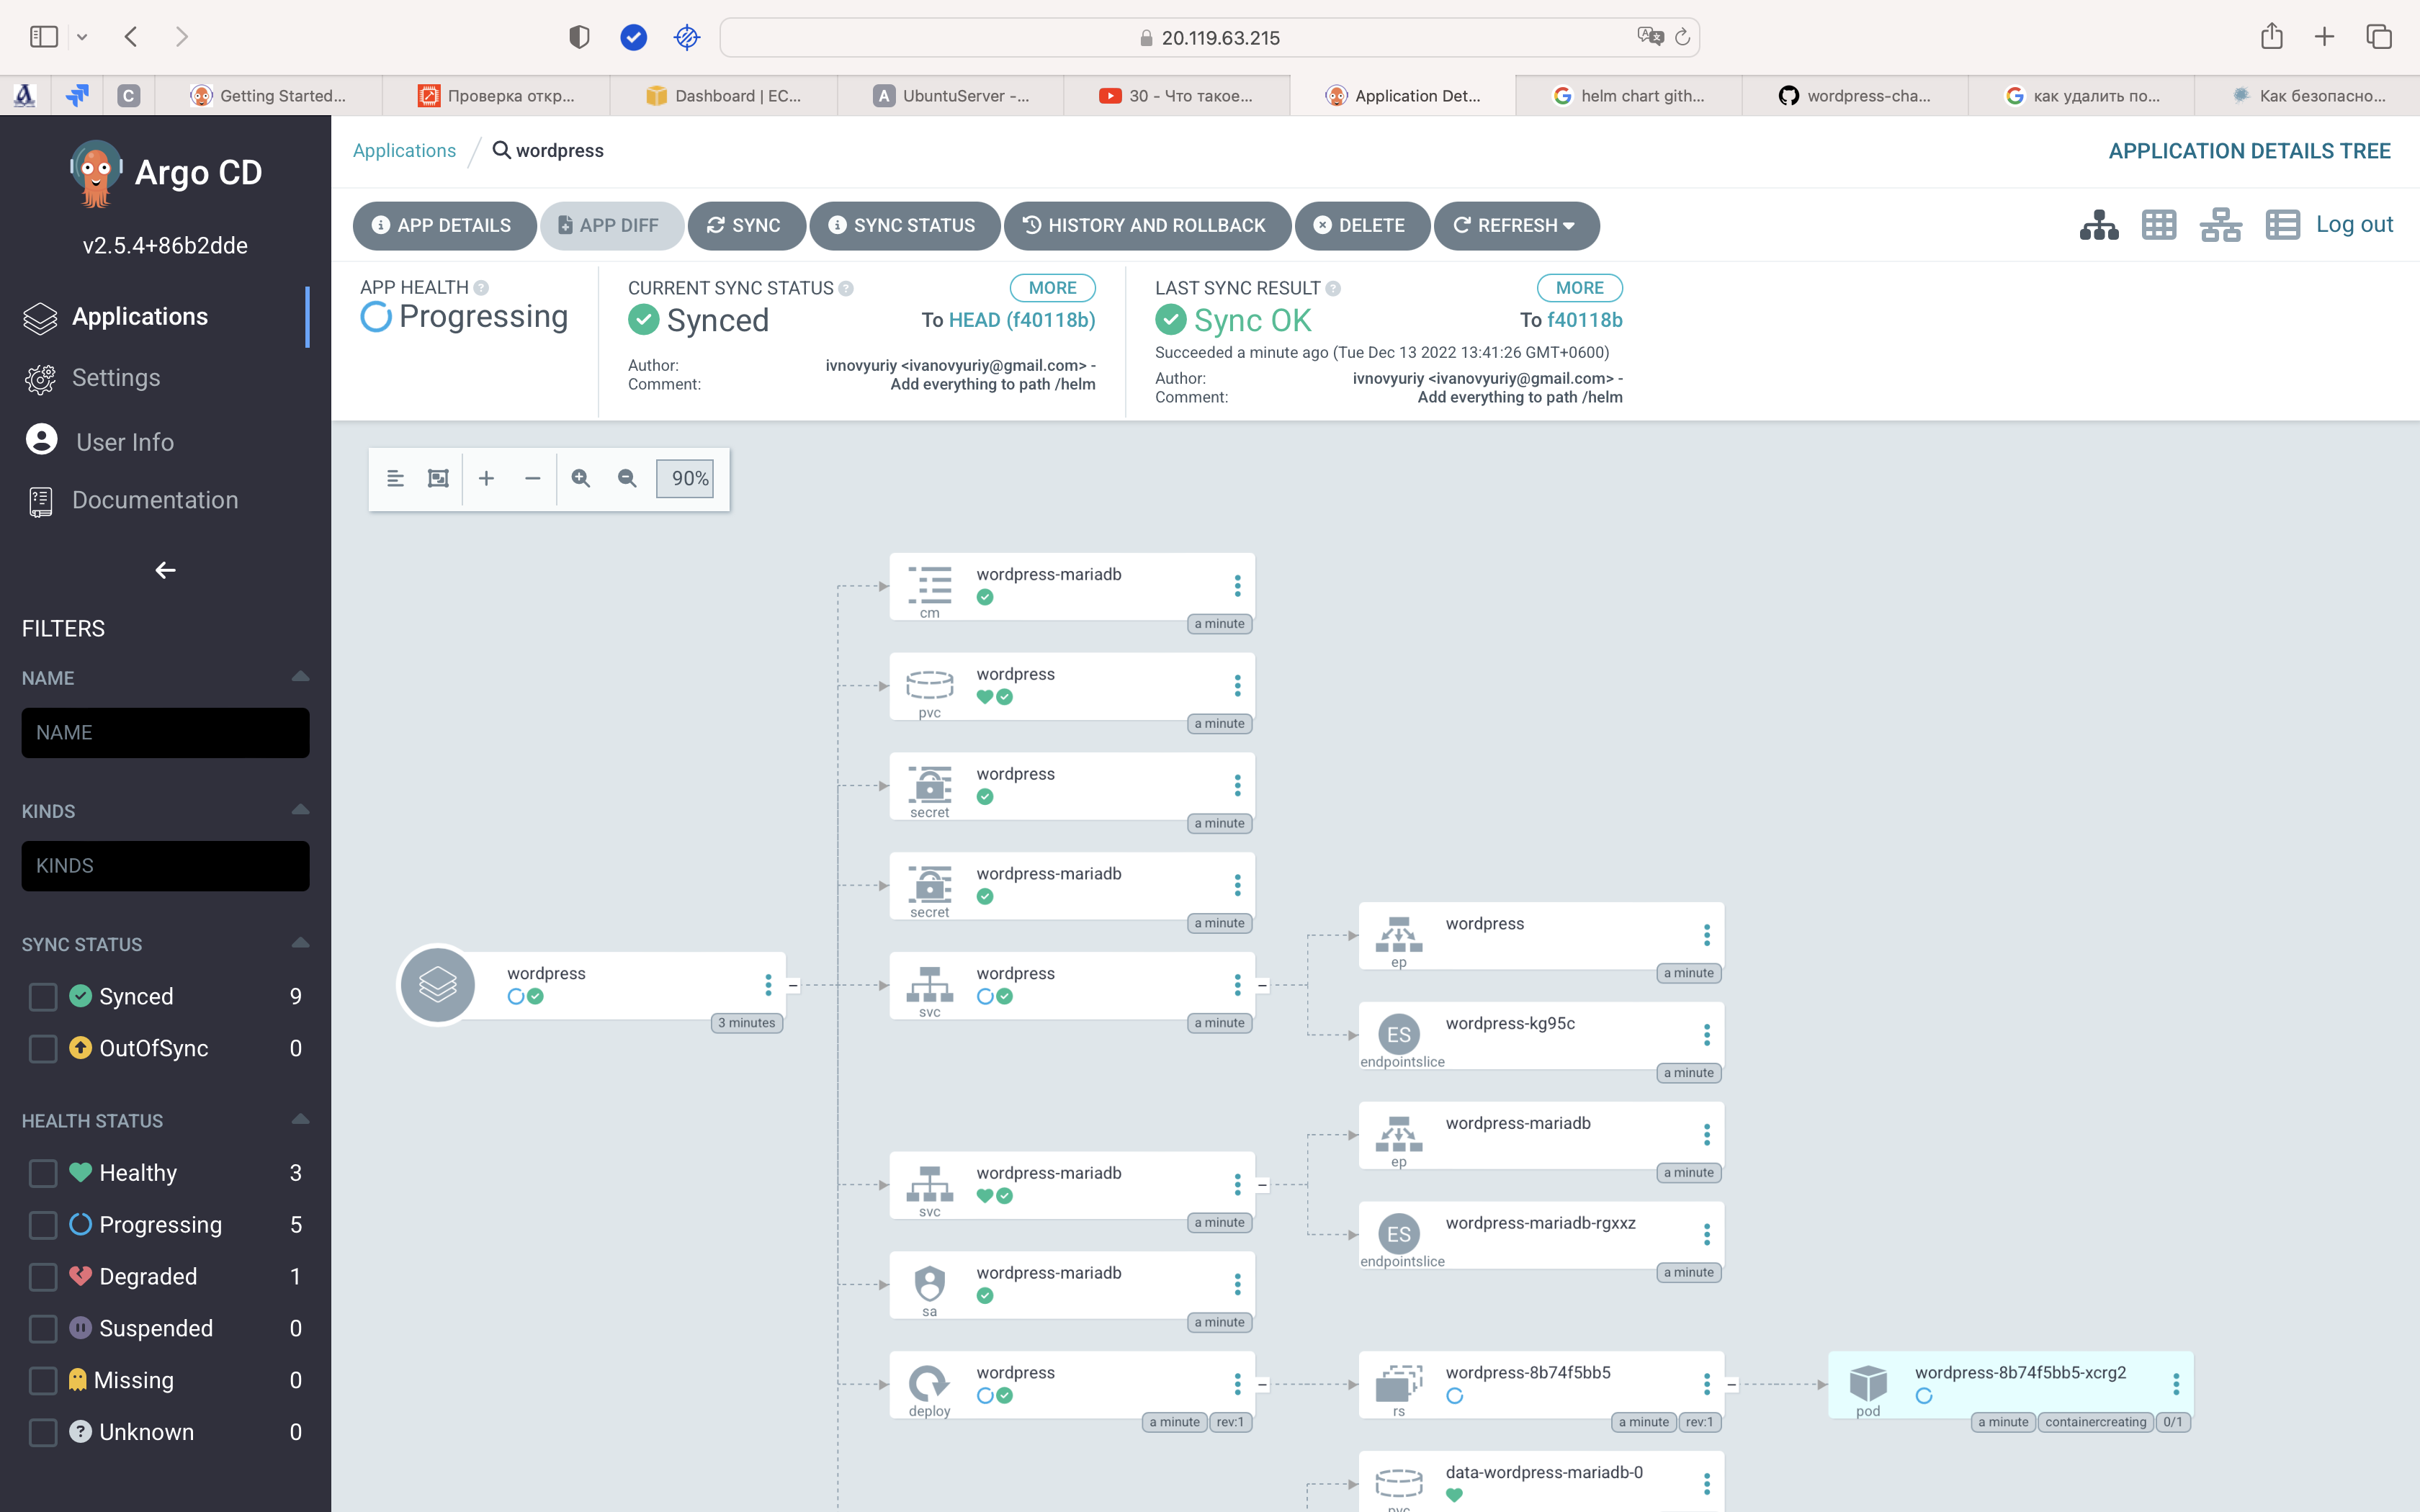 20.119.63.215
C
Getting Started...
Проверка откр...
Dashboard | EC...
A
UbuntuServer -...
30 - Что такое...
Application Det...
helm chart gith...
wordpress-cha...
как удалить по...
Как безопасно...
Argo CD
v2.5.4+86b2dde
Applications
Settings
User Info
Documentation
FILTERS
NAME
NAME
KINDS
KINDS
SYNC STATUS
Synced 9
OutOfSync 0
HEALTH STATUS
Healthy 3
Progressing 5
Degraded 1
Suspended 0
Missing 0
Unknown 0
Applications / wordpress
APPLICATION DETAILS TREE
APP DETAILS
APP DIFF
SYNC
SYNC STATUS
HISTORY AND ROLLBACK
DELETE
REFRESH
Log out
APP HEALTH
Progressing
CURRENT SYNC STATUS
MORE
Synced
To HEAD (f40118b)
Author: ivnovyuriy <ivanovyuriy@gmail.com> -
Comment: Add everything to path /helm
LAST SYNC RESULT
MORE
Sync OK
To f40118b
Succeeded a minute ago (Tue Dec 13 2022 13:41:26 GMT+0600)
Author: ivnovyuriy <ivanovyuriy@gmail.com> -
Comment: Add everything to path /helm
90%
wordpress
3 minutes
wordpress-mariadb
cm
a minute
wordpress
pvc
a minute
wordpress
secret
a minute
wordpress-mariadb
secret
a minute
wordpress
svc
a minute
wordpress
ep
a minute
ES
wordpress-kg95c
endpointslice
a minute
wordpress-mariadb
svc
a minute
wordpress-mariadb
ep
a minute
ES
wordpress-mariadb-rgxxz
endpointslice
a minute
wordpress-mariadb
sa
a minute
wordpress
deploy
a minute rev:1
wordpress-8b74f5bb5
rs
a minute rev:1
wordpress-8b74f5bb5-xcrg2
pod
a minute containercreating 0/1
data-wordpress-mariadb-0
pvc